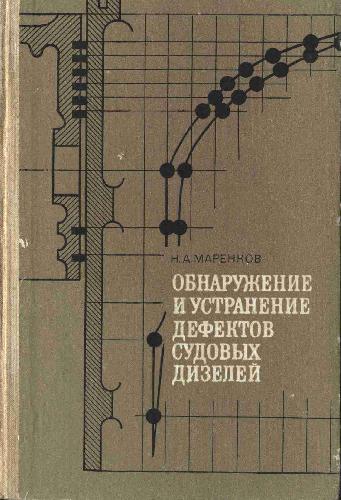 Н.А.МАРЕНКОВ
ОБНАРУЖЕНИЕ
И УСТРАНЕНИЕ
ДЕФЕКТОВ
СУДОВЫХ
ДИЗЕЛЕЙ